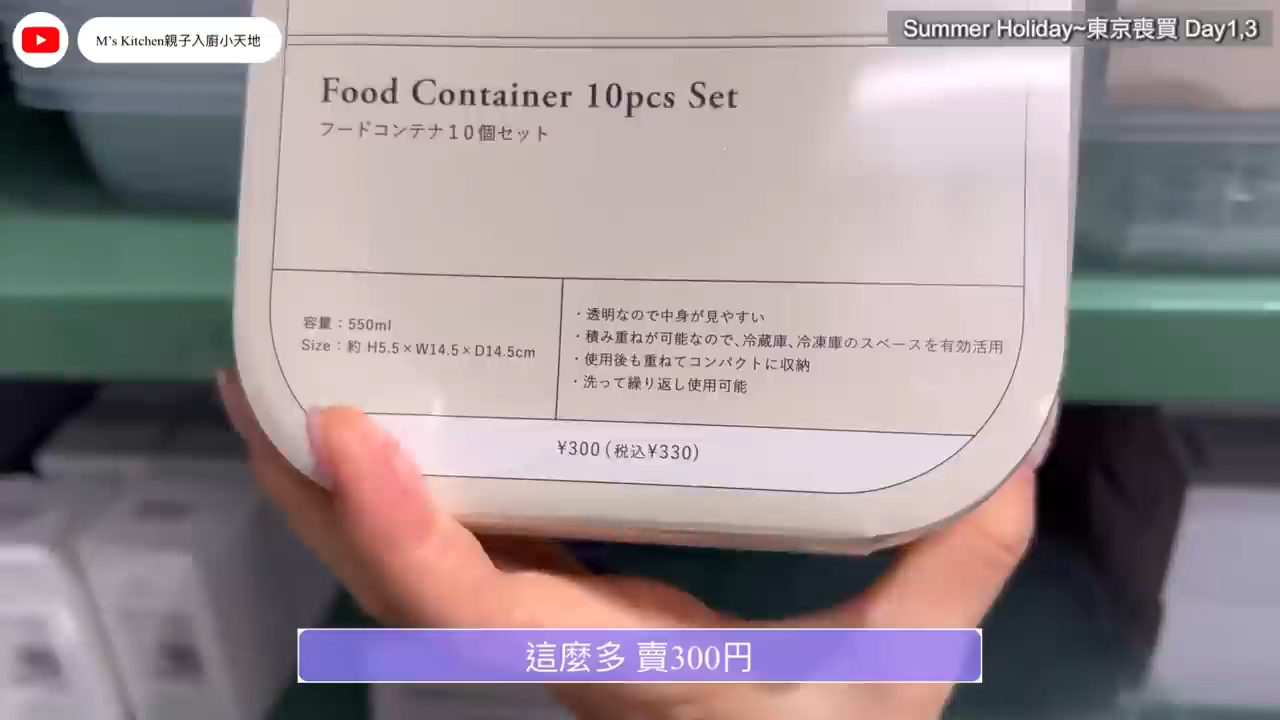 M's Kitchen親子入廚小天地
Summer Holiday~東京喪買 Day1,3
Food Container 10pcs Set
フードコンテナ10個セット
容量：550ml
Size：約 H5.5×W14.5×D14.5cm
・透明なので中身が見やすい
・積み重ねが可能なので、冷蔵庫、冷凍庫のスペースを有効活用
・使用後も重ねてコンパクトに収納
・洗って繰り返し使用可能
¥300(税込¥330)
這麼多 賣300円